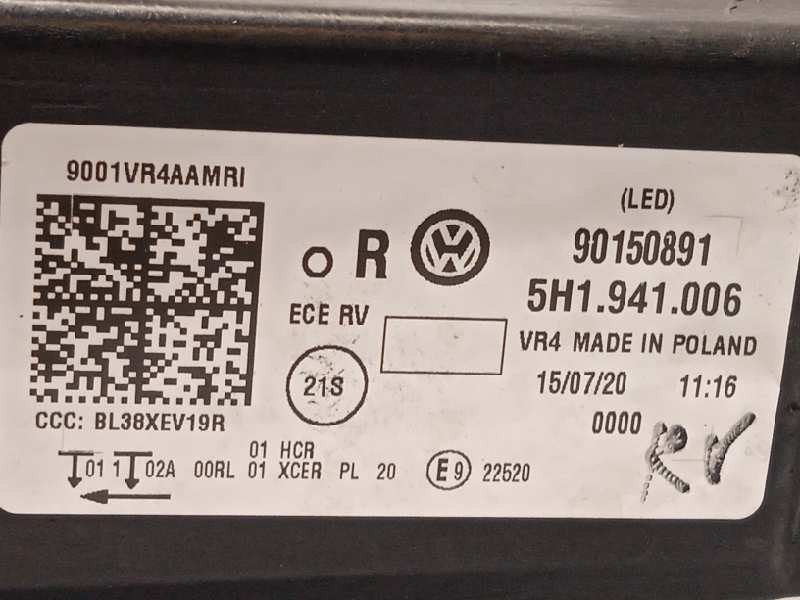 9001VR4AAMRI
(LED)
R
90150891
5H1.941.006
ECE RV
VR4 MADE IN POLAND
21S
15/07/20 11:16
CCC: BL38XEV19R
0000
RV
01 HCR
01 1 02A 00RL 01 XCER PL 20 E9 22520